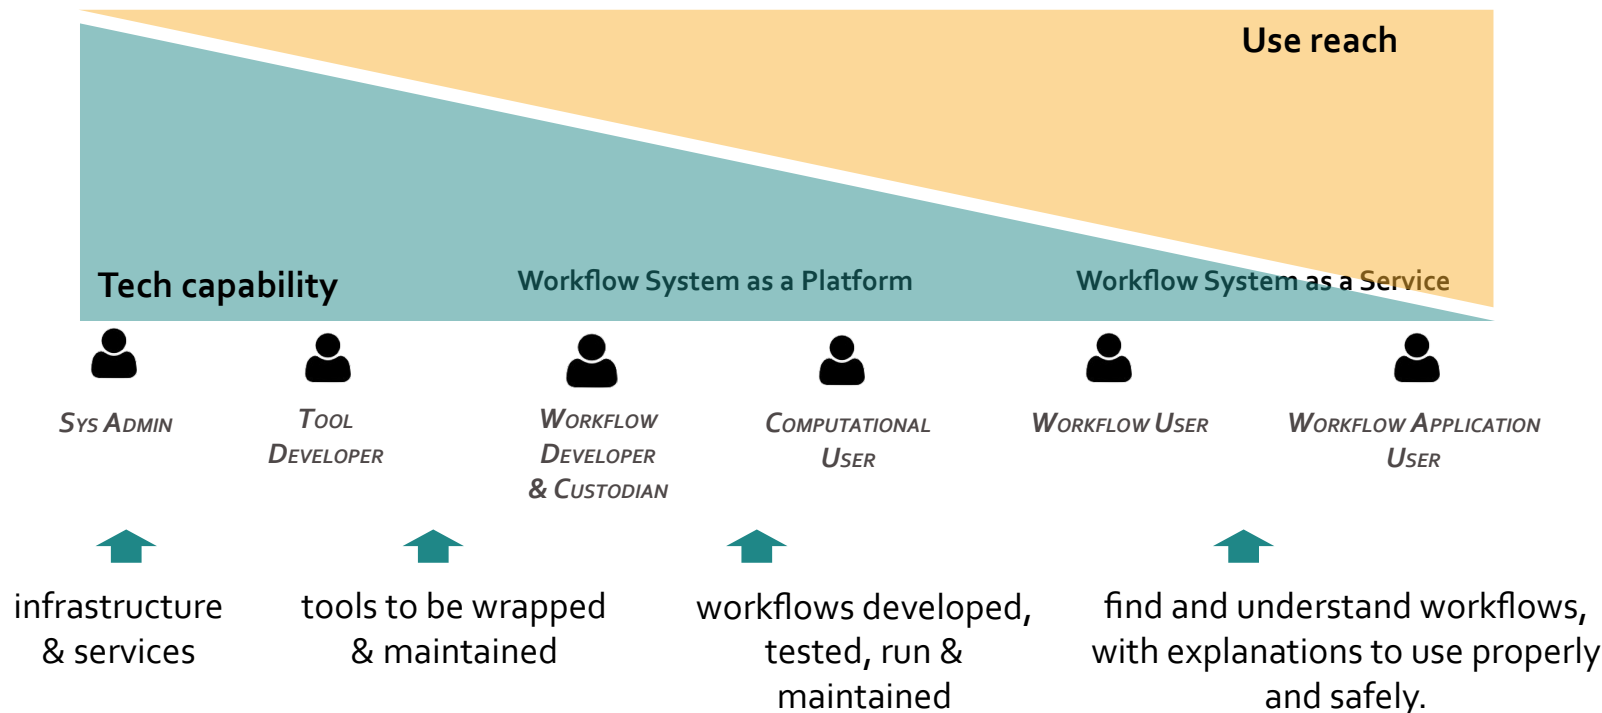 Use reach
Tech capability
Workflow System as a Platform
Workflow System as a Service
Sys Admin
Tool
Developer
Workflow
Developer
& Custodian
Computational
User
Workflow User
Workflow Application
User
infrastructure
& services
tools to be wrapped
& maintained
workflows developed,
tested, run &
maintained
find and understand workflows,
with explanations to use properly
and safely.